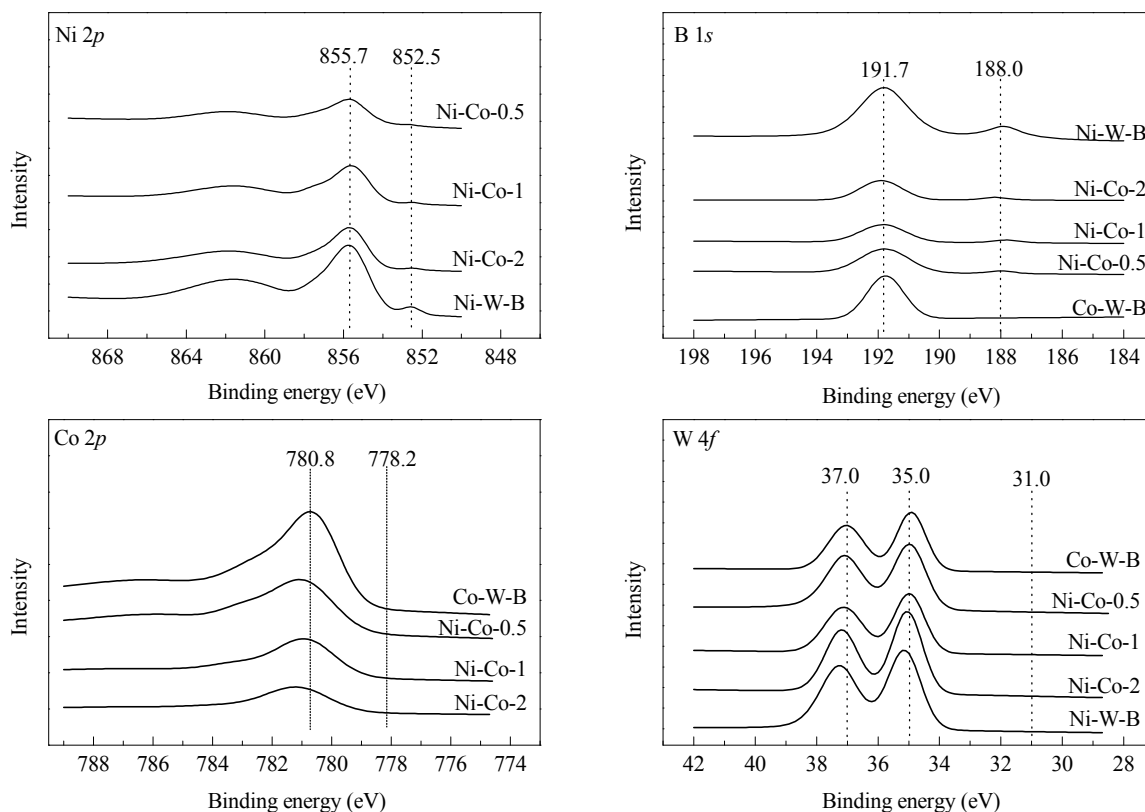 Ni 2p
855.7 852.5
Ni-Co-0.5
Ni-Co-1
Ni-Co-2
Ni-W-B
Intensity
868 864 860 856 852 848
Binding energy (eV)
B 1s
191.7 188.0
Ni-W-B
Ni-Co-2
Ni-Co-1
Ni-Co-0.5
Co-W-B
Intensity
198 196 194 192 190 188 186 184
Binding energy (eV)
Co 2p
780.8 778.2
Co-W-B
Ni-Co-0.5
Ni-Co-1
Ni-Co-2
Intensity
788 786 784 782 780 778 776 774
Binding energy (eV)
W 4f
37.0 35.0 31.0
Co-W-B
Ni-Co-0.5
Ni-Co-1
Ni-Co-2
Ni-W-B
Intensity
42 40 38 36 34 32 30 28
Binding energy (eV)